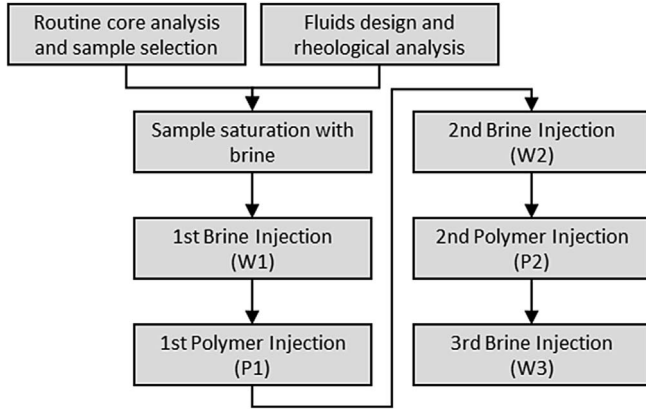 Routine core analysis
and sample selection
Fluids design and
rheological analysis
Sample saturation with
brine
1st Brine Injection
(W1)
1st Polymer Injection
(P1)
2nd Brine Injection
(W2)
2nd Polymer Injection
(P2)
3rd Brine Injection
(W3)